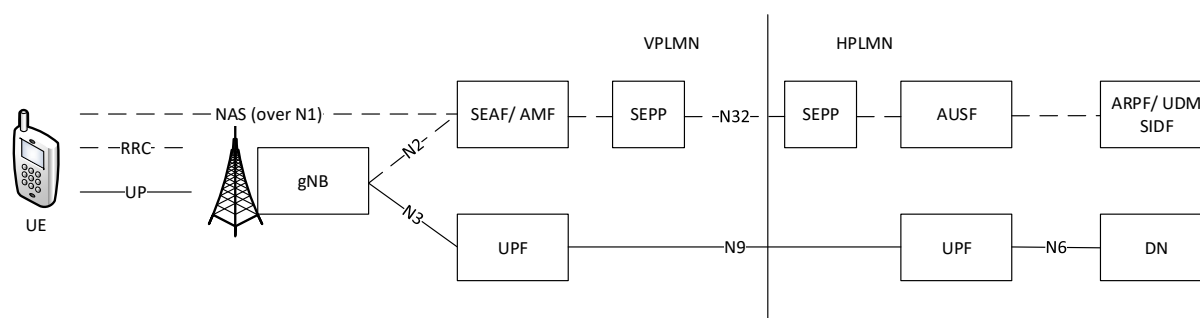 VPLMN
HPLMN
NAS (over N1)
SEAF/ AMF
SEPP
N32
SEPP
AUSF
ARPF/ UDM
SIDF
RRC
N2
gNB
UP
N3
UE
UPF
N9
UPF
N6
DN